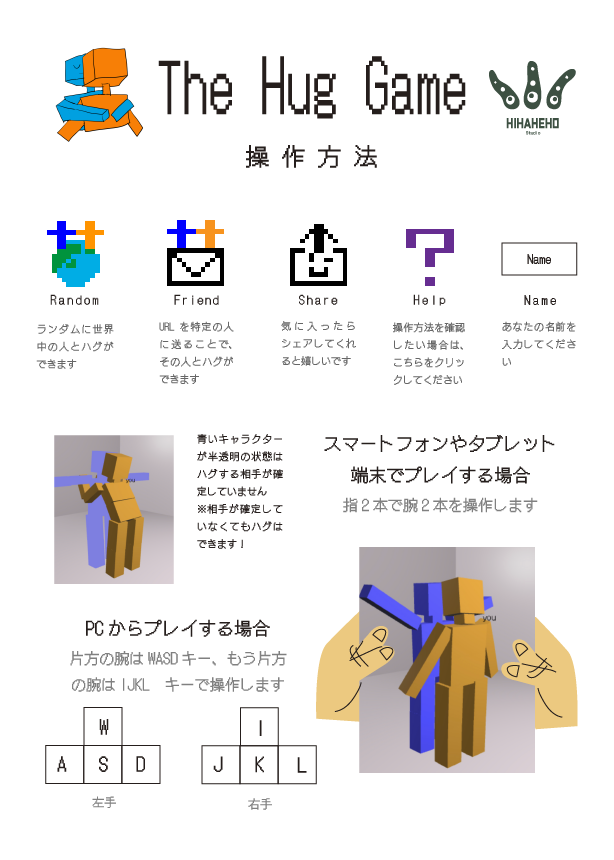 The Hug Game
HIHAHEHO
Studio
操作方法
Random
ランダムに世界
中の人とハグが
できます
Friend
URL を特定の人
に送ることで、
その人とハグが
できます
Share
気に入ったら
シェアしてくれ
ると嬉しいです
Help
操作方法を確認
したい場合は、
こちらをクリッ
クしてください
Name
Name
あなたの名前を
入力してくださ
い
青いキャラクター
が半透明の状態は
ハグする相手が確
定していません
※相手が確定して
いなくてもハグは
できます!
スマートフォンやタブレット
端末でプレイする場合
指2本で腕2本を操作します
you
PCからプレイする場合
片方の腕は WASD キー、もう片方
の腕は IJKL キーで操作します
W
A S D
左手
I
J K L
右手